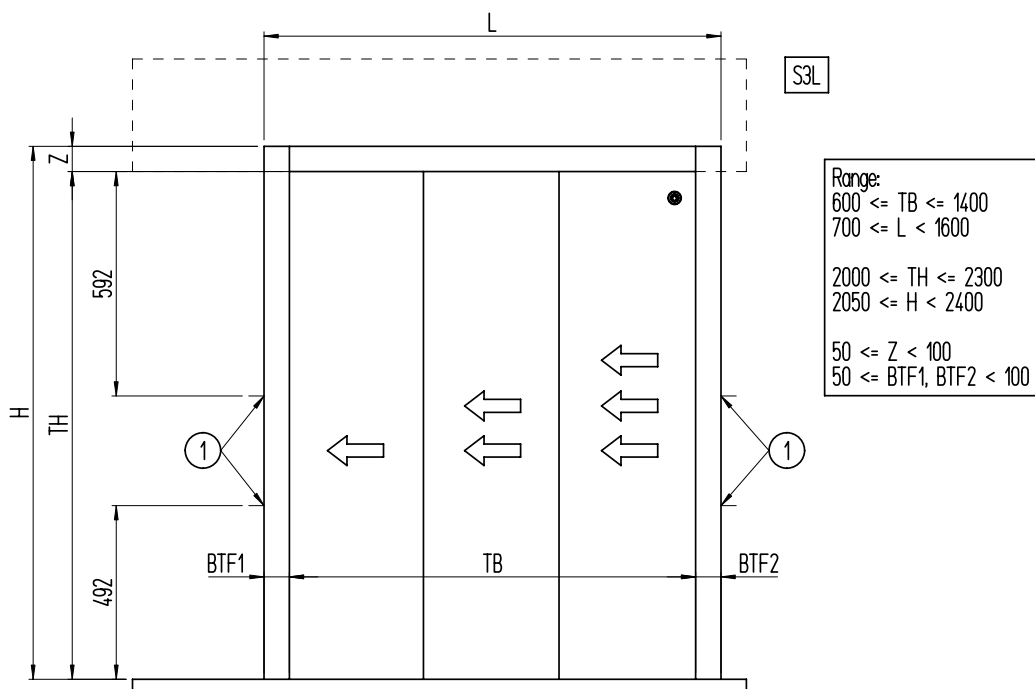 L
S3L
Z
Range:
600 <= TB <= 1400
700 <= L < 1600
2000 <= TH <= 2300
2050 <= H < 2400
50 <= Z < 100
50 <= BTF1, BTF2 < 100
592
H
TH
1
1
492
BTF1
TB
BTF2